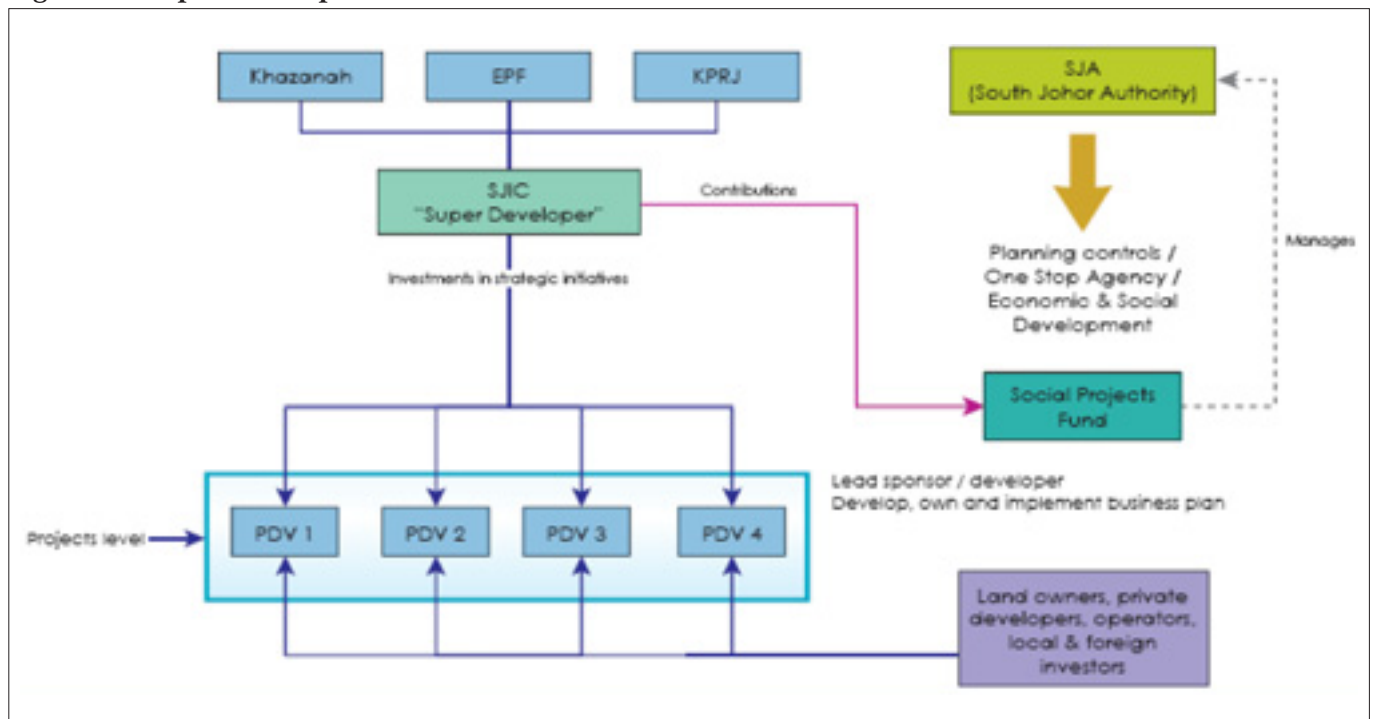 Khazanah
EPF
KPRJ
SJA
(South Johor Authority)
SJIC
"Super Developer"
Contributions
Manages
Investments in strategic initiatives
Planning controls /
One Stop Agency /
Economic & Social
Development
Social Projects
Fund
Lead sponsor / developer
Develop, own and implement business plan
Projects level
PDV 1
PDV 2
PDV 3
PDV 4
Land owners, private
developers, operators,
local & foreign
investors